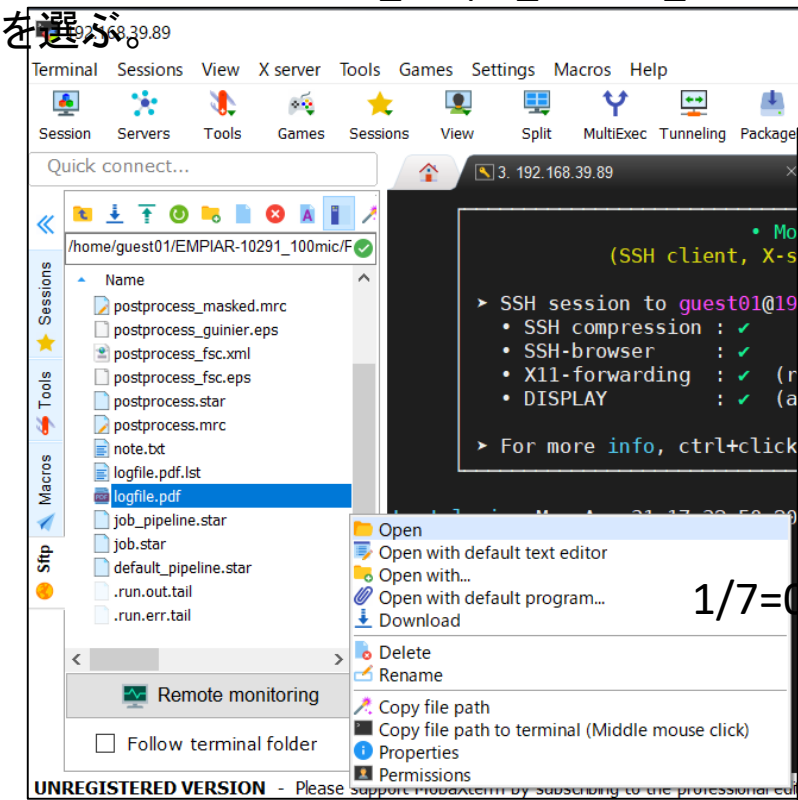 を選ぶ。
192.168.39.89
Terminal Sessions View X server Tools Games Settings Macros Help
Session Servers Tools Games Sessions View Split MultiExec Tunneling Package
Quick connect...
3. 192.168.39.89
/home/guest01/EMPIAR-10291_100mic/F
Name
postprocess_masked.mrc
postprocess_guinier.eps
postprocess_fsc.xml
postprocess_fsc.eps
postprocess.star
postprocess.mrc
note.txt
logfile.pdf.lst
logfile.pdf
job_pipeline.star
job.star
default_pipeline.star
.run.out.tail
.run.err.tail
Sessions
Tools
Macros
Sftp
Remote monitoring
Follow terminal folder
• Mo
(SSH client, X-s
➤ SSH session to guest01@19
• SSH compression : ✔
• SSH-browser : ✔
• X11-forwarding : ✔ (r
• DISPLAY : ✔ (a
➤ For more info, ctrl+click
Open
Open with default text editor
Open with...
Open with default program...
Download
Delete
Rename
Copy file path
Copy file path to terminal (Middle mouse click)
Properties
Permissions
1/7=0
UNREGISTERED VERSION - Please support MobaXterm by subscribing to the professional edi